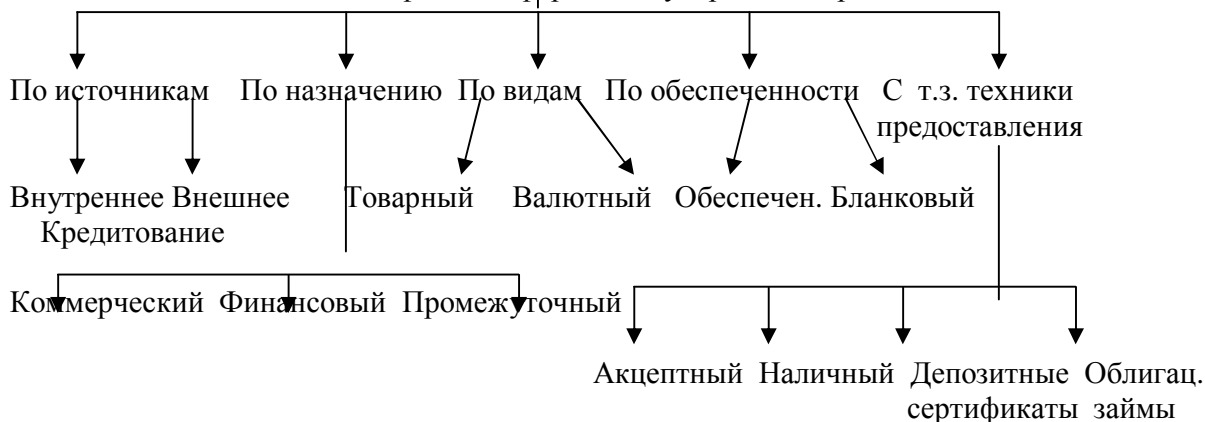 По источникам По назначению По видам По обеспеченности С т.з. техники
предоставления
Внутреннее Внешнее Товарный Валютный Обеспечен. Бланковый
Кредитование
Коммерческий Финансовый Промежуточный
Акцептный Наличный Депозитные Облигац.
сертификаты займы